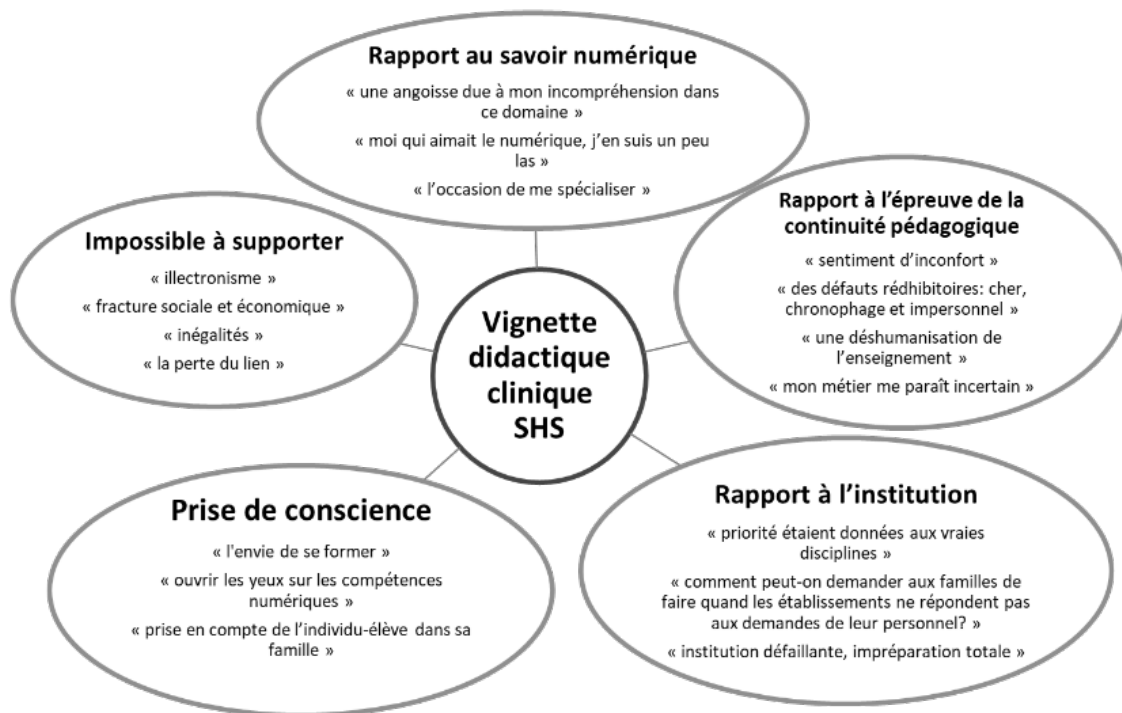 Rapport au savoir numérique
« une angoisse due à mon incompréhension dans
ce domaine »
« moi qui aimait le numérique, j'en suis un peu
las »
« l'occasion de me spécialiser »
Rapport à l'épreuve de la
continuité pédagogique
« sentiment d'inconfort »
« des défauts rédhibitoires: cher,
chronophage et impersonnel »
« une déshumanisation de
l'enseignement »
« mon métier me paraît incertain »
Impossible à supporter
« illectronisme »
« fracture sociale et économique »
« inégalités »
« la perte du lien »
Vignette
didactique
clinique
SHS
Prise de conscience
« l'envie de se former »
« ouvrir les yeux sur les compétences
numériques »
« prise en compte de l'individu-élève dans sa
famille »
Rapport à l'institution
« priorité étaient données aux vraies
disciplines »
« comment peut-on demander aux familles de
faire quand les établissements ne répondent pas
aux demandes de leur personnel? »
« institution défaillante, impréparation totale »